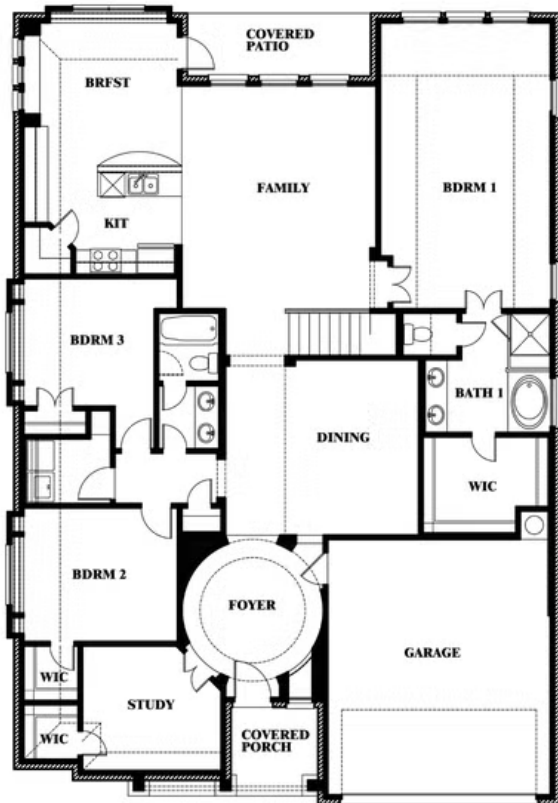 COVERED
PATIO
BRFST
FAMILY
BDRM 1
KIT
BDRM 3
BATH 1
DINING
WIC
BDRM 2
FOYER
GARAGE
WIC
STUDY
WIC
COVERED
PORCH